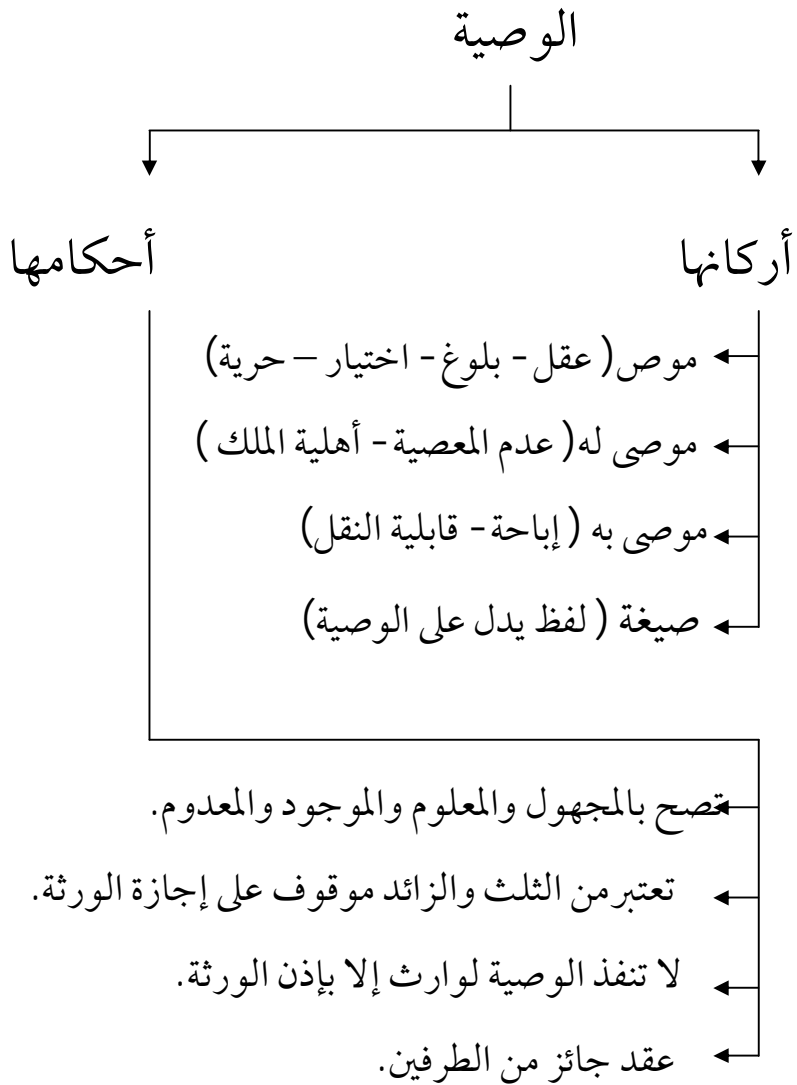 الوصية
أركانها
أحكامها
موص( عقل - بلوغ - اختيار – حرية)
موصى له( عدم المعصية - أهلية الملك )
موصى به ( إباحة - قابلية النقل)
صيغة ( لفظ يدل على الوصية)
تصح بالمجهول والمعلوم والموجود والمعدوم.
تعتبر من الثلث والزائد موقوف على إجازة الورثة.
لا تنفذ الوصية لوارث إلا بإذن الورثة.
عقد جائز من الطرفين.